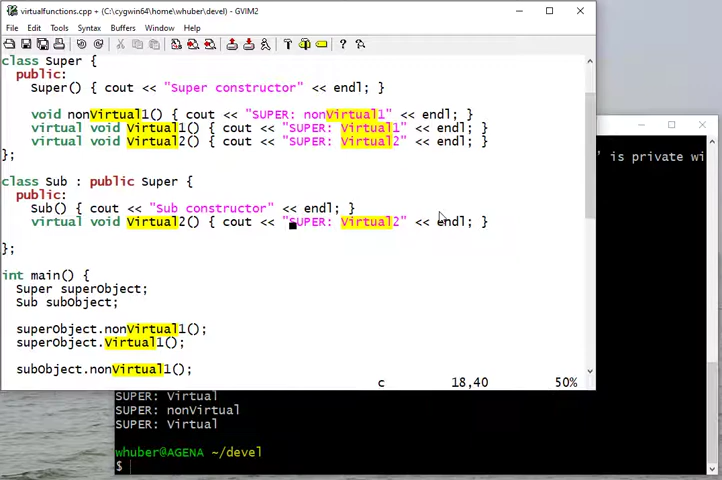 virtualfunctions.cpp + (C:\cygwin64\home\whuber\devel) - GVIM2
File Edit Tools Syntax Buffers Window Help
class Super {
public:
Super() { cout << "Super constructor" << endl; }
void nonVirtual1() { cout << "SUPER: nonVirtual1" << endl; }
virtual void Virtual1() { cout << "SUPER: Virtual1" << endl; }
virtual void Virtual2() { cout << "SUPER: Virtual2" << endl; }
};
class Sub : public Super {
public:
Sub() { cout << "Sub constructor" << endl; }
virtual void Virtual2() { cout << "SUPER: Virtual2" << endl; }
};
int main() {
Super superObject;
Sub subObject;
superObject.nonVirtual1();
superObject.Virtual1();
subObject.nonVirtual1();
c 18,40 50%
' is private wi
SUPER: Virtual
SUPER: nonVirtual
SUPER: Virtual
whuber@AGENA ~/devel
$